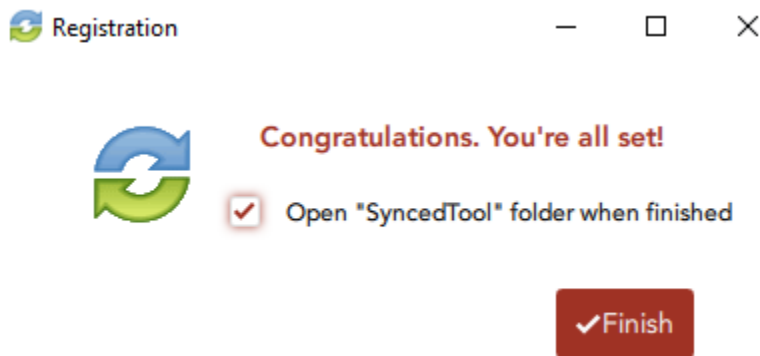 Registration
Congratulations. You're all set!
Open "SyncedTool" folder when finished
Finish